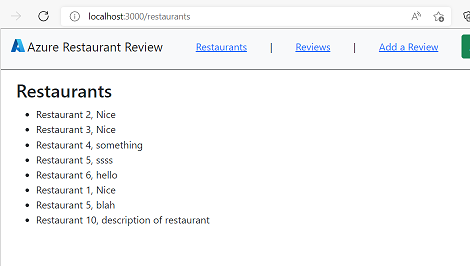 localhost:3000/restaurants
Azure Restaurant Review Restaurants | Reviews | Add a Review
Restaurants
Restaurant 2, Nice
Restaurant 3, Nice
Restaurant 4, something
Restaurant 5, ssss
Restaurant 6, hello
Restaurant 1, Nice
Restaurant 5, blah
Restaurant 10, description of restaurant